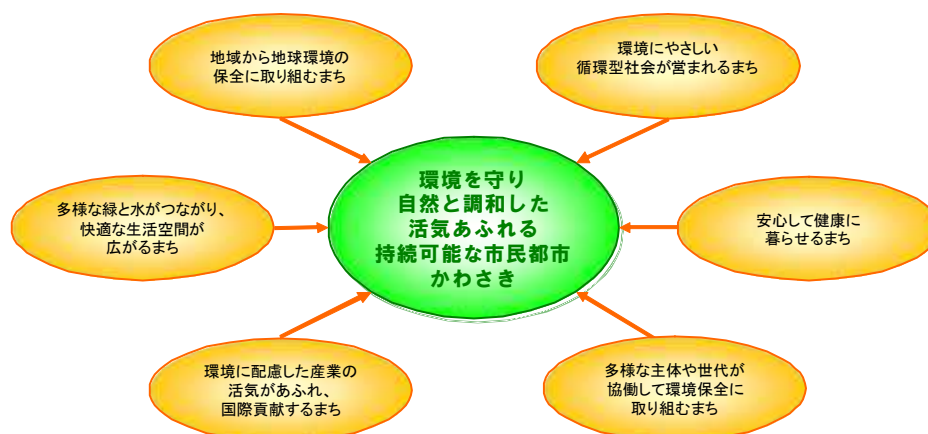 地域から地球環境の
保全に取り組むまち
環境にやさしい
循環型社会が営まれるまち
環境を守り
自然と調和した
活気あふれる
持続可能な市民都市
かわさき
多様な緑と水がつながり、
快適な生活空間が
広がるまち
安心して健康に
暮らせるまち
環境に配慮した産業の
活気があふれ、
国際貢献するまち
多様な主体や世代が
協働して環境保全に
取り組むまち